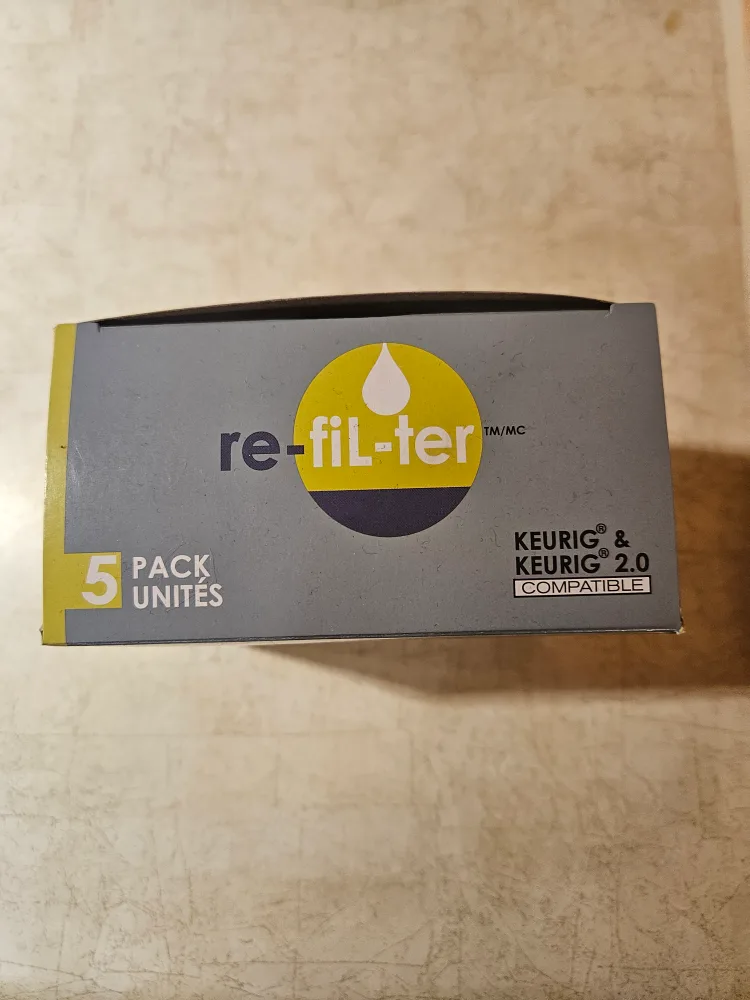 re-fiL-ter TM/MC
5 PACK
UNITÉS
KEURIG® &
KEURIG® 2.0
COMPATIBLE